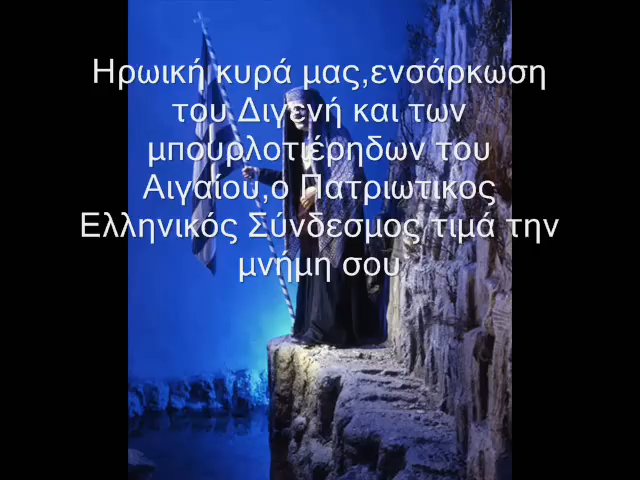 Ηρωική κυρά μας,ενσάρκωση
του Διγενή και των
μπουρλοτιέρηδων του
Αιγαίου,ο Πατριωτικος
Ελληνικός Σύνδεσμος τιμά την
μνήμη σου